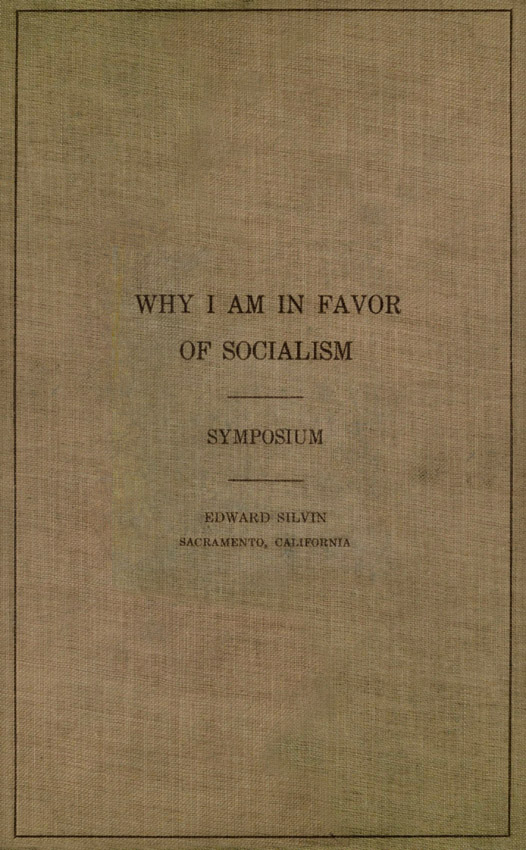 WHY I AM IN FAVOR
OF SOCIALISM
SYMPOSIUM
EDWARD SILVIN
SACRAMENTO, CALIFORNIA